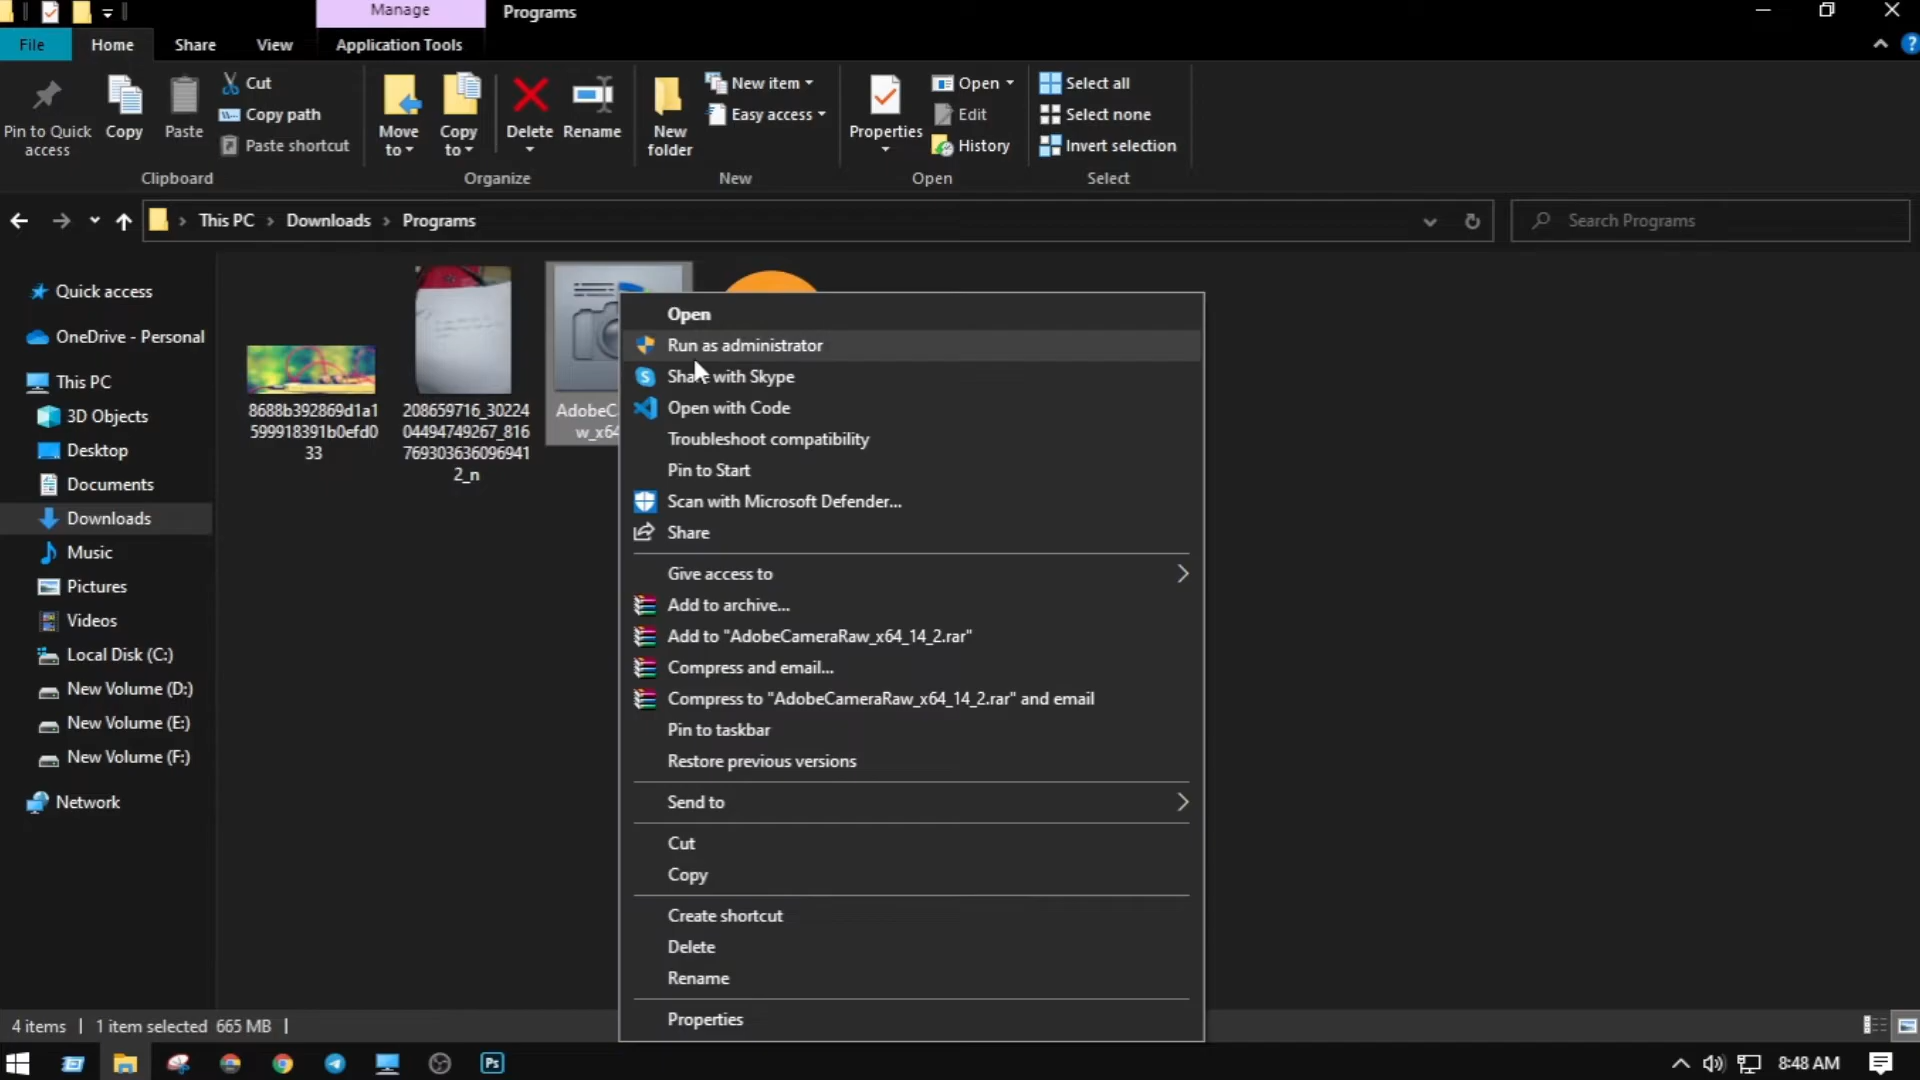 Manage
Programs
File
Home
Share
View
Application Tools
Pin to Quick
access
Copy
Paste
Cut
Copy path
Paste shortcut
Clipboard
Move
to
Copy
to
Delete
Rename
Organize
New
folder
New item
Easy access
New
Properties
Open
Edit
History
Open
Select all
Select none
Invert selection
Select
This PC
Downloads
Programs
Search Programs
Quick access
OneDrive - Personal
This PC
3D Objects
Desktop
Documents
Downloads
Music
Pictures
Videos
Local Disk (C:)
New Volume (D:)
New Volume (E:)
New Volume (F:)
Network
8688b392869d1a1
599918391b0efd0
33
208659716_30224
04494749267_816
769303636096941
2_n
AdobeC
w_x64
Open
Run as administrator
Share with Skype
Open with Code
Troubleshoot compatibility
Pin to Start
Scan with Microsoft Defender...
Share
Give access to
Add to archive...
Add to "AdobeCameraRaw_x64_14_2.rar"
Compress and email...
Compress to "AdobeCameraRaw_x64_14_2.rar" and email
Pin to taskbar
Restore previous versions
Send to
Cut
Copy
Create shortcut
Delete
Rename
Properties
4 items
1 item selected 665 MB
Ps
8:48 AM